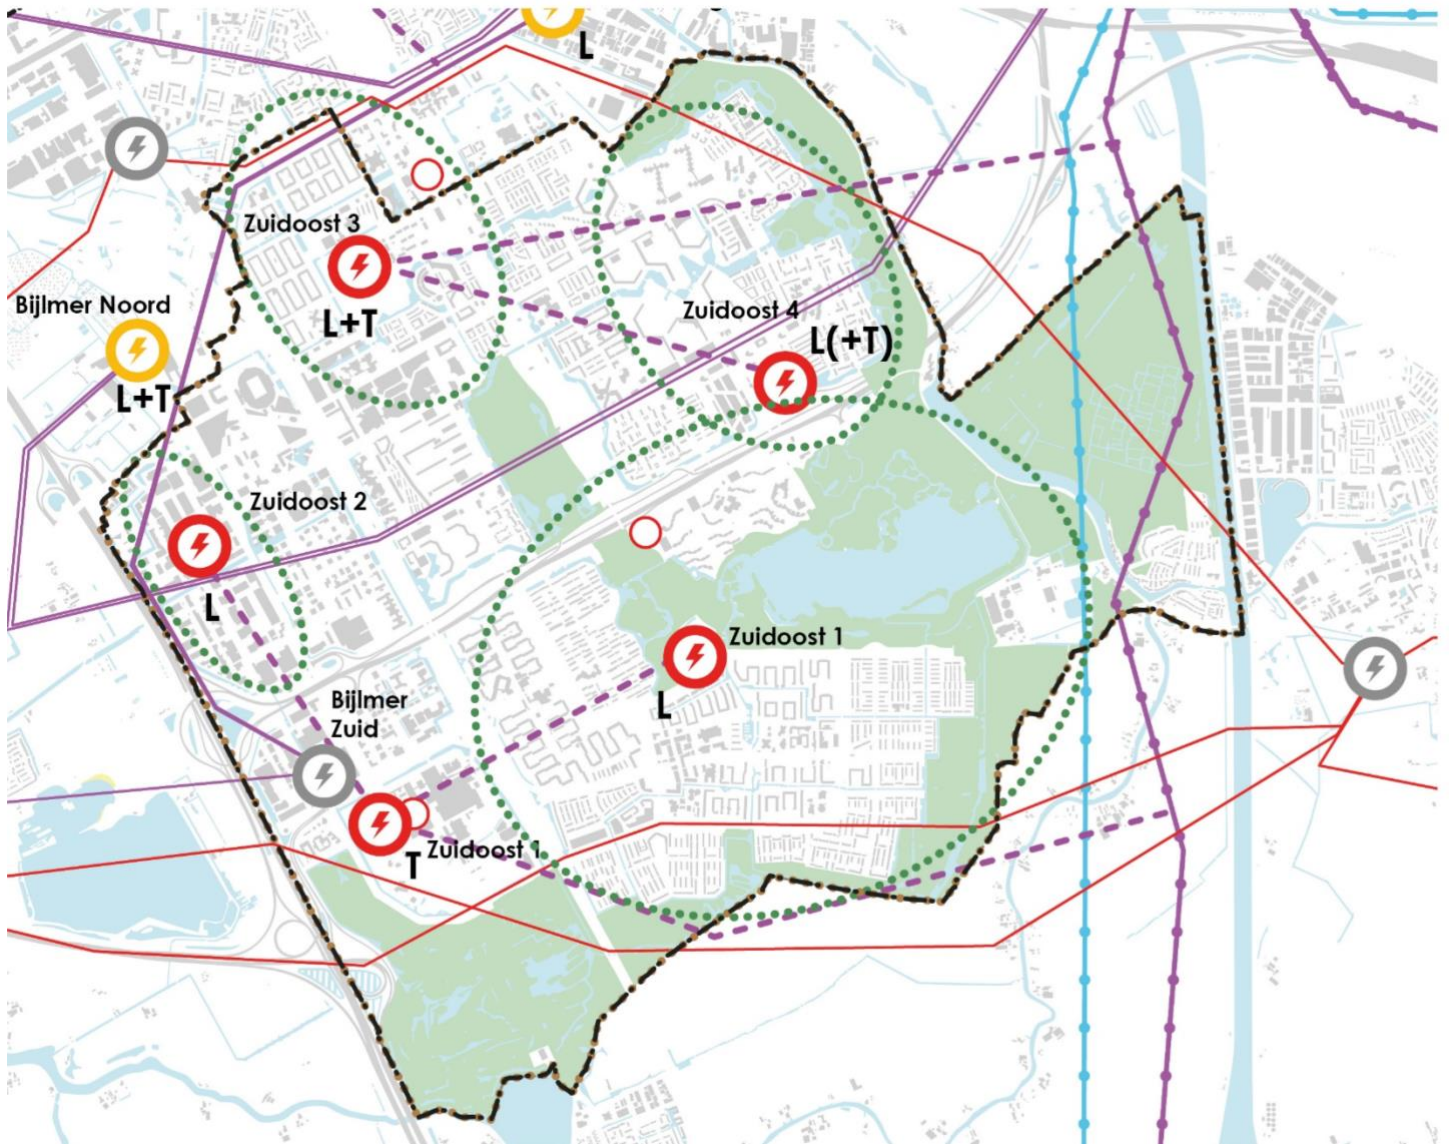 L
Zuidoost 3
L+T
Bijlmer Noord
L+T
Zuidoost 4
L(+T)
Zuidoost 2
L
Zuidoost 1
L
Bijlmer
Zuid
Zuidoost 1
T